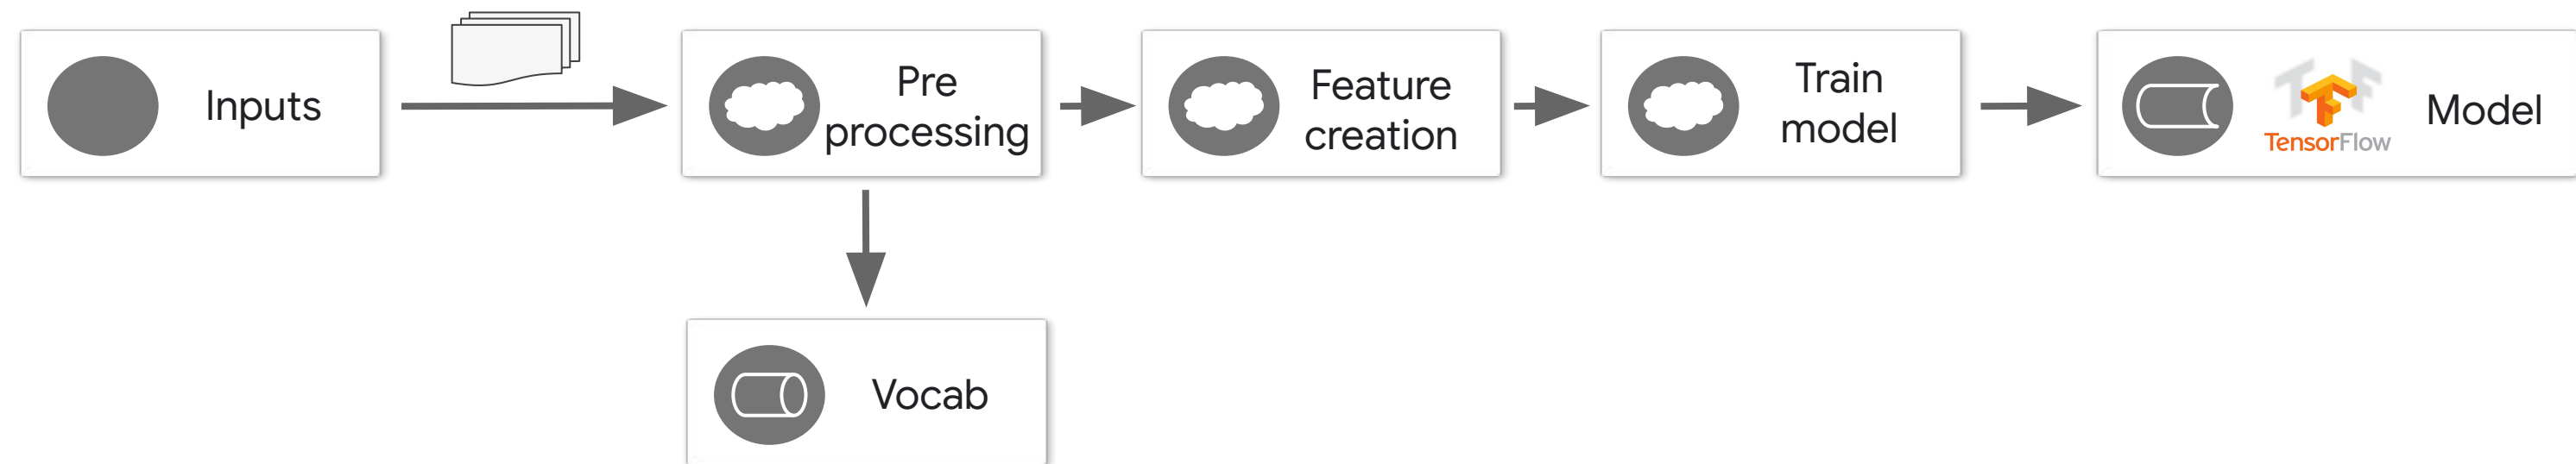 Inputs
Pre
processing
Feature
creation
Train
model
TensorFlow
Model
Vocab